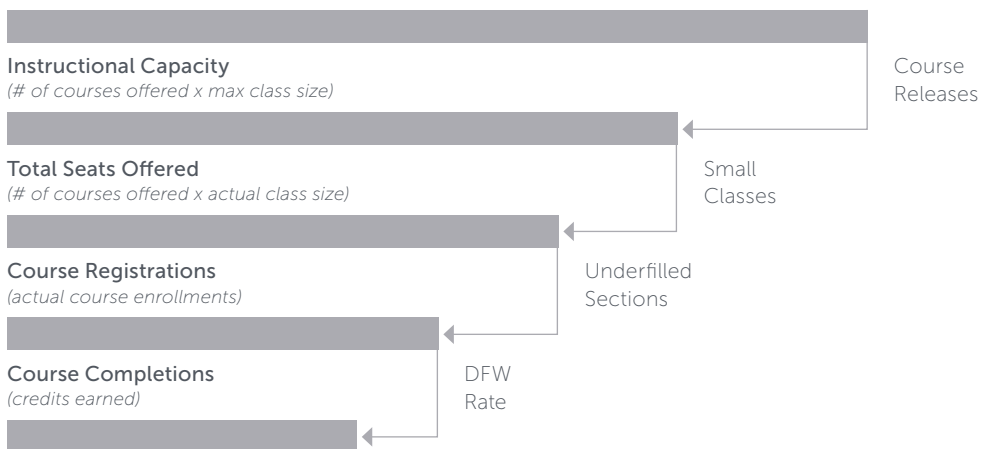 Instructional Capacity
(# of courses offered x max class size)
Course
Releases
Total Seats Offered
(# of courses offered x actual class size)
Small
Classes
Course Registrations
(actual course enrollments)
Underfilled
Sections
Course Completions
(credits earned)
DFW
Rate